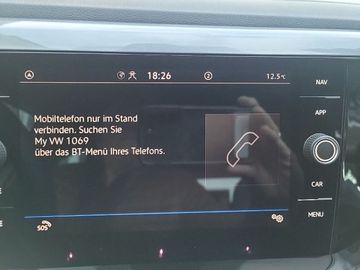 18:26
2
12.5°C
NAV
Mobiltelefon nur im Stand
verbinden. Suchen Sie
My VW 1069
über das BT-Menü Ihres Telefons.
APP
CAR
MENU
SOS